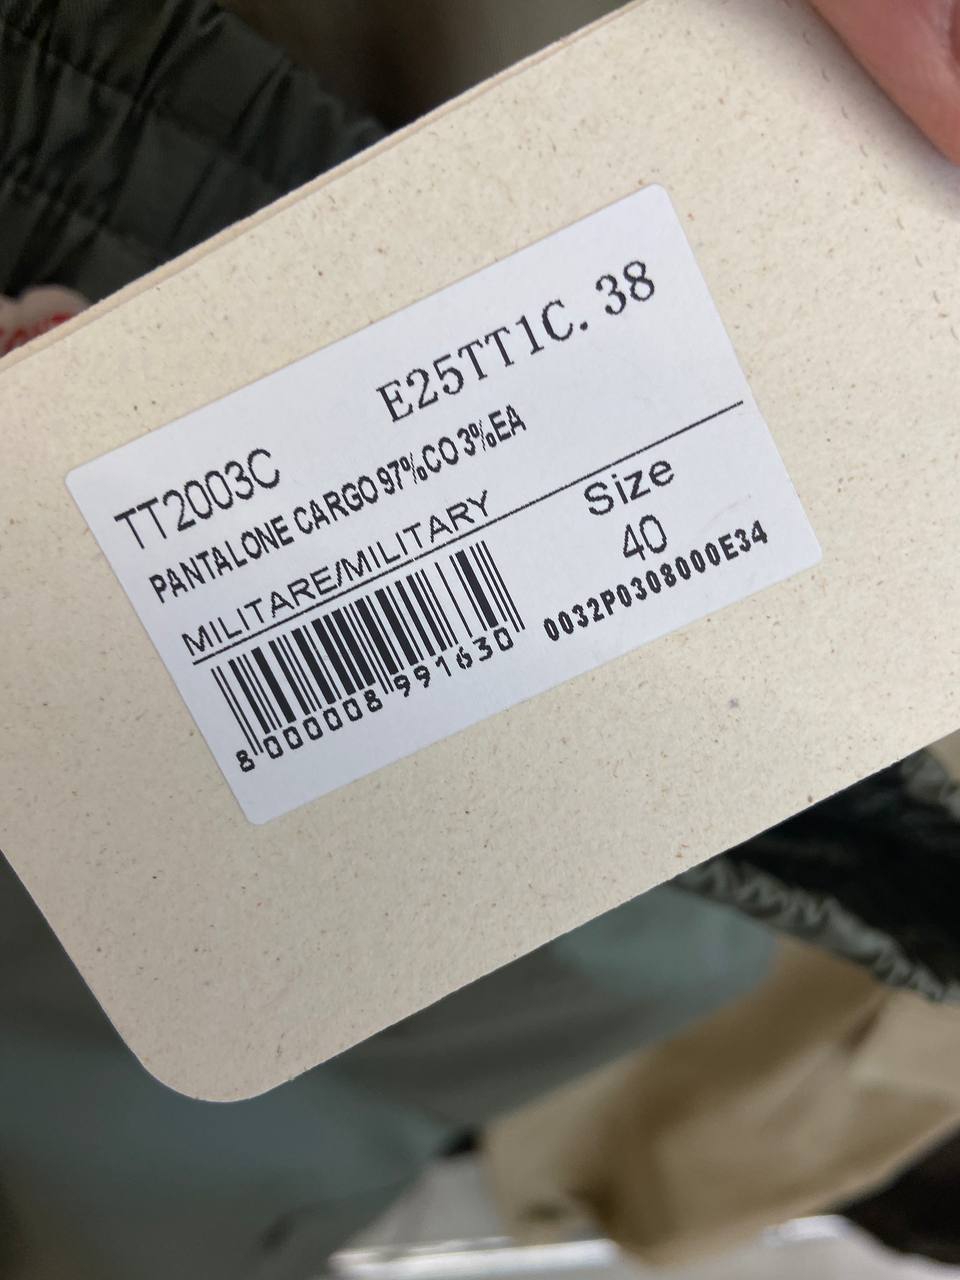 E25TT1C. 38
TT2003C
PANTALONE CARGO 97%CO 3%EA
MILITARE/MILITARY
Size
40
0032P0308000E34
8 000008 991630